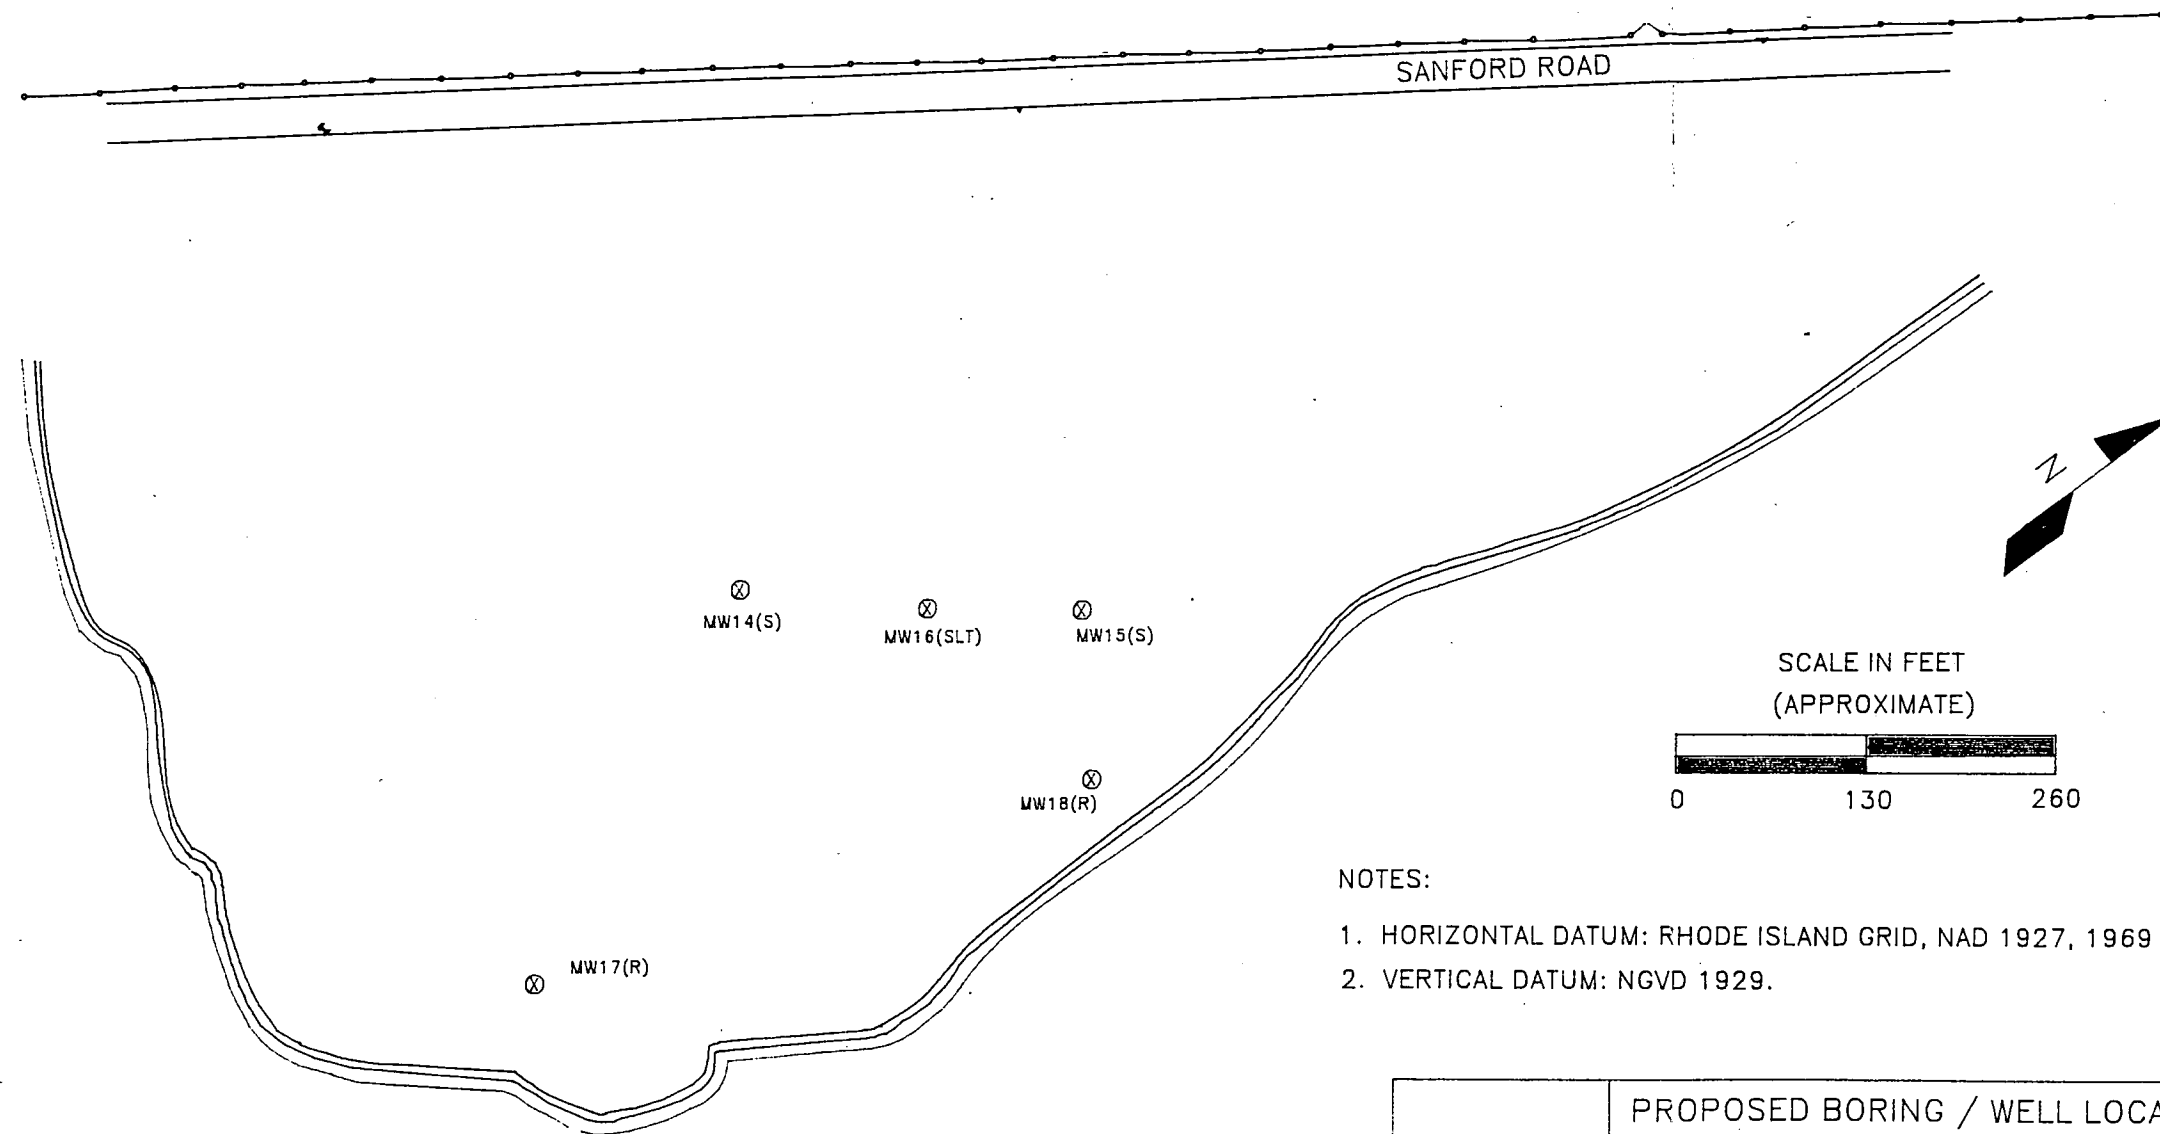 SANFORD ROAD
N
MW14(S)
MW16(SLT)
MW15(S)
SCALE IN FEET
(APPROXIMATE)
0 130 260
MW18(R)
NOTES:
1. HORIZONTAL DATUM: RHODE ISLAND GRID, NAD 1927, 1969
2. VERTICAL DATUM: NGVD 1929.
MW17(R)
PROPOSED BORING / WELL